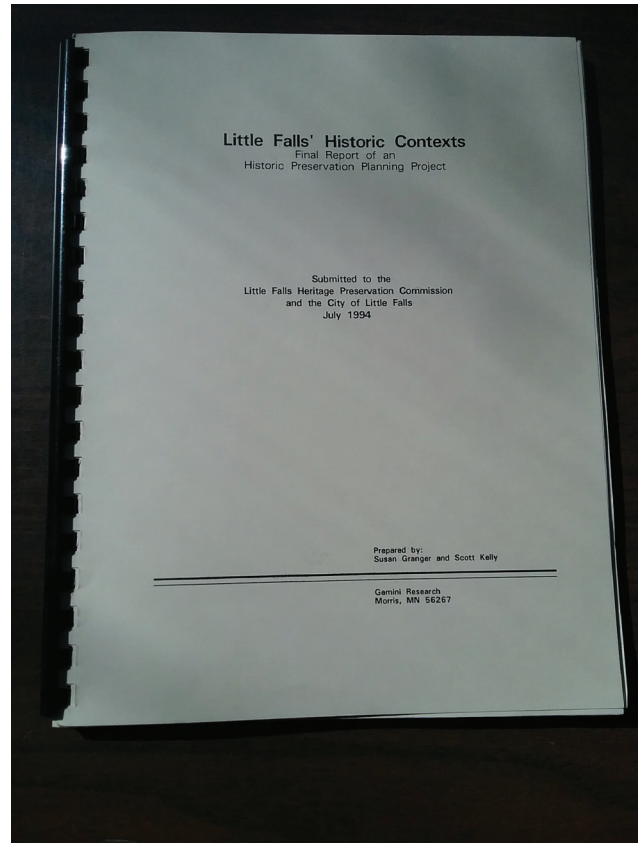 Little Falls' Historic Contexts
Final Report of an
Historic Preservation Planning Project
Submitted to the
Little Falls Heritage Preservation Commission
and the City of Little Falls
July 1994
Prepared by:
Susan Granger and Scott Kelly
Gemini Research
Morris, MN 56267